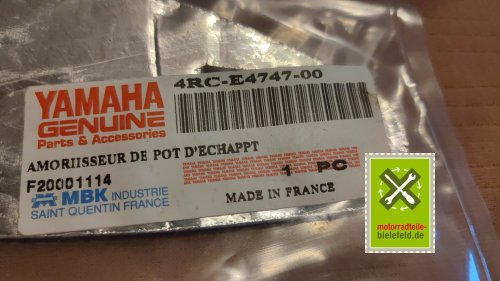 4RC-E4747-00
YAMAHA
GENUINE
Parts & Accessories
AMORIISSEUR DE POT D'ECHAPPT
F20001114
1 PC
MBK INDUSTRIE
SAINT QUENTIN FRANCE
MADE IN FRANCE
motorradteile-
bielefeld.de